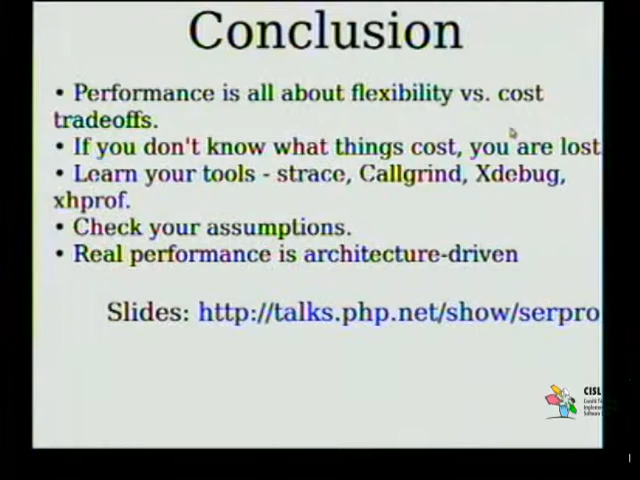 Conclusion
• Performance is all about flexibility vs. cost
tradeoffs.
• If you don't know what things cost, you are lost
• Learn your tools - strace, Callgrind, Xdebug,
xhprof.
• Check your assumptions.
• Real performance is architecture-driven
Slides: http://talks.php.net/show/serpro
CISL